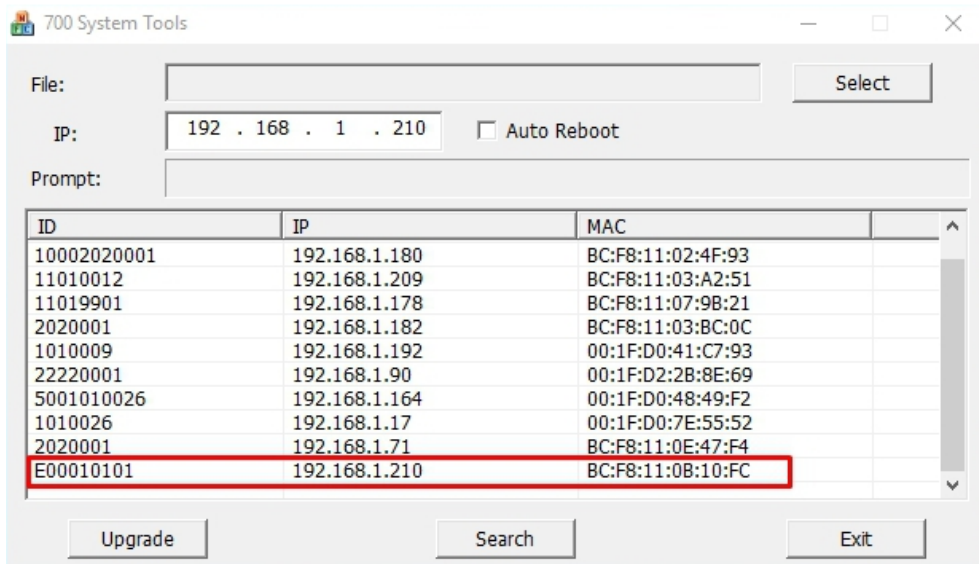 700 System Tools
File: Select
IP: 192 . 168 . 1 . 210 Auto Reboot
Prompt:
ID IP MAC
10002020001 192.168.1.180 BC:F8:11:02:4F:93
11010012 192.168.1.209 BC:F8:11:03:A2:51
11019901 192.168.1.178 BC:F8:11:07:9B:21
2020001 192.168.1.182 BC:F8:11:03:BC:0C
1010009 192.168.1.192 00:1F:D0:41:C7:93
22220001 192.168.1.90 00:1F:D2:2B:8E:69
5001010026 192.168.1.164 00:1F:D0:48:49:F2
1010026 192.168.1.17 00:1F:D0:7E:55:52
2020001 192.168.1.71 BC:F8:11:0E:47:F4
E00010101 192.168.1.210 BC:F8:11:0B:10:FC
Upgrade Search Exit